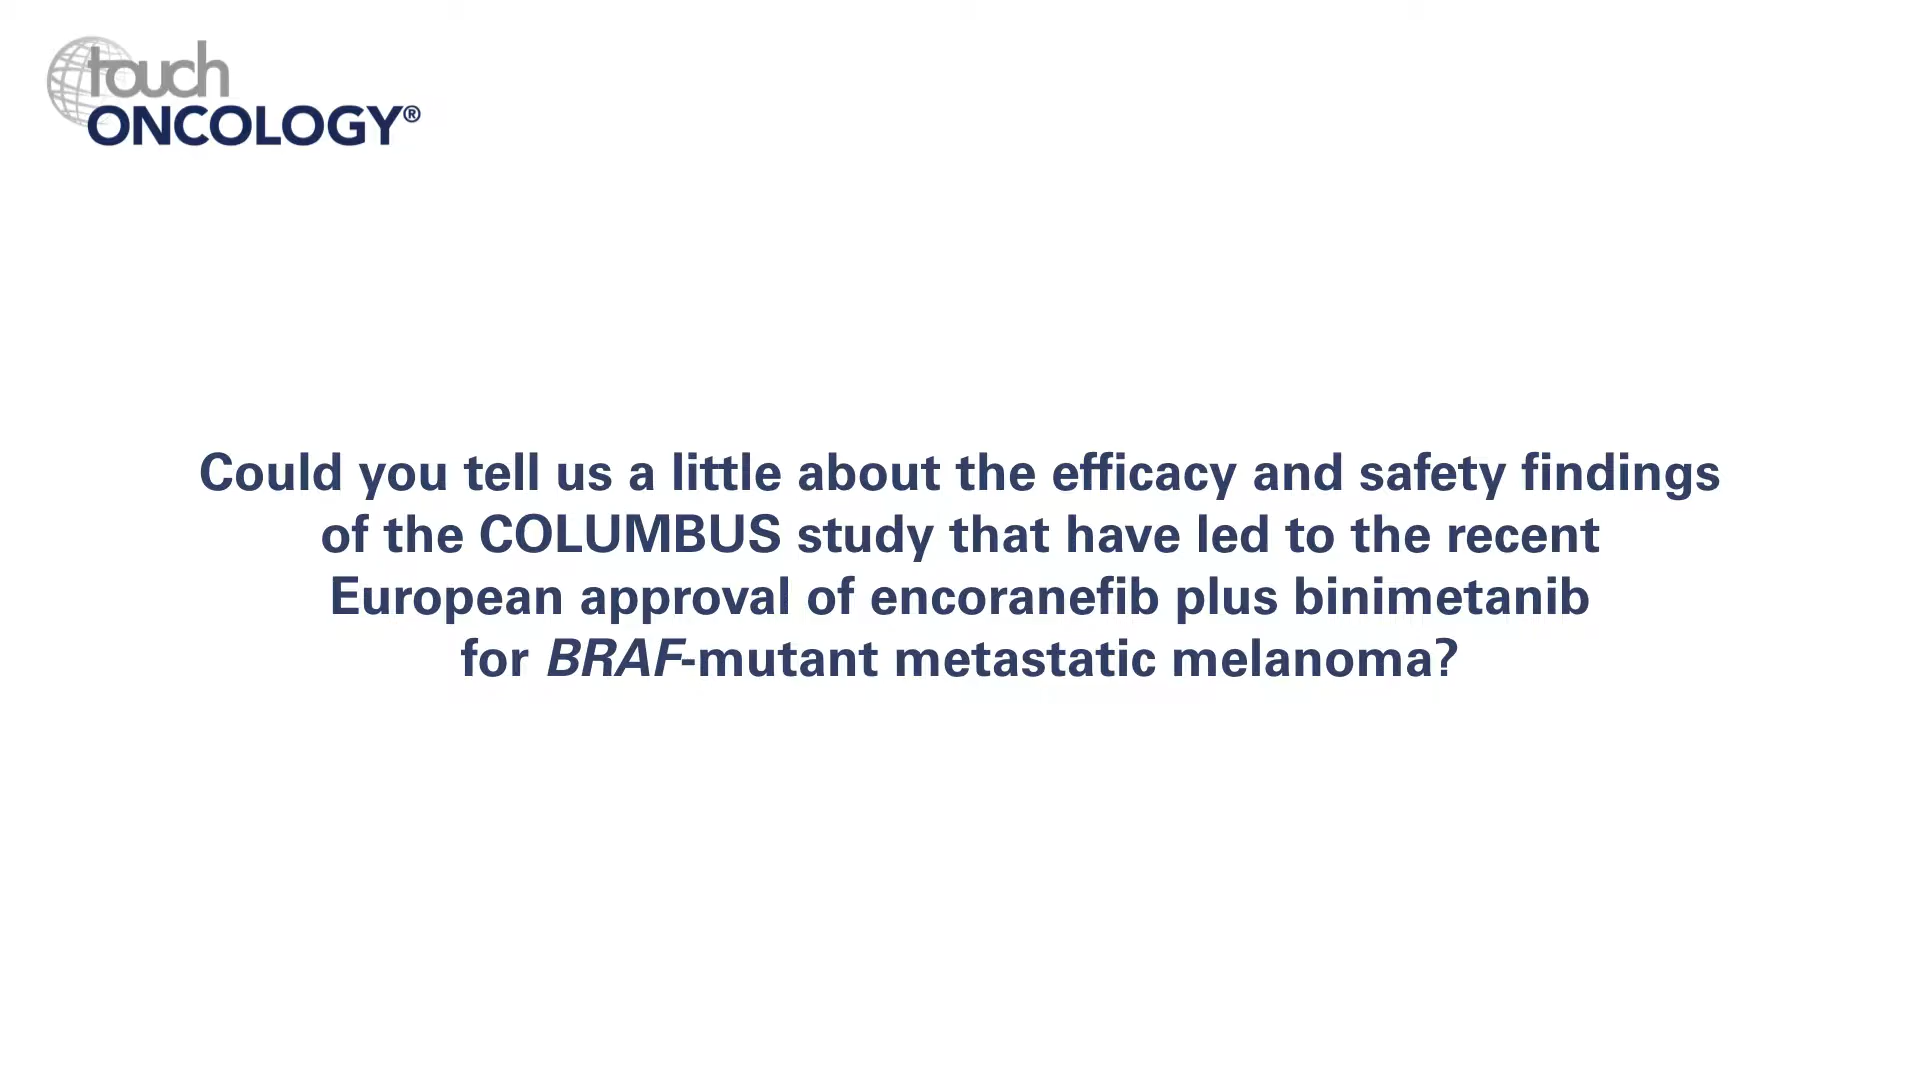 touch
ONCOLOGY®
Could you tell us a little about the efficacy and safety findings
of the COLUMBUS study that have led to the recent
European approval of encoranefib plus binimetanib
for BRAF-mutant metastatic melanoma?